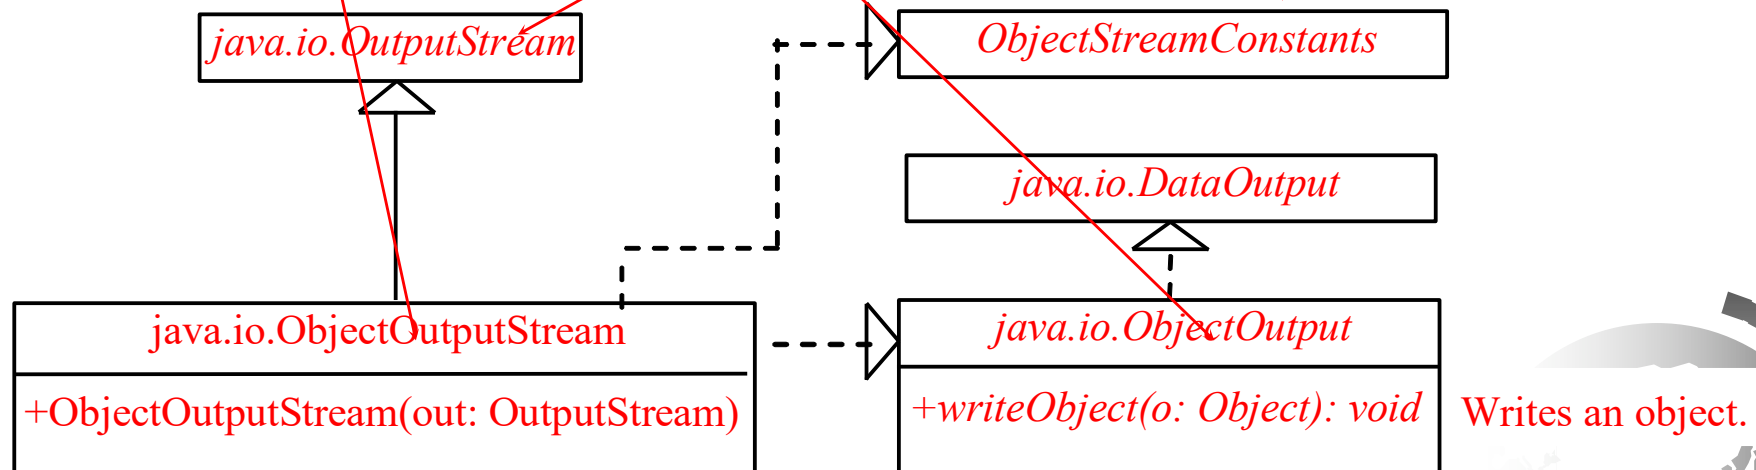 java.io.OutputStream
ObjectStreamConstants
java.io.DataOutput
java.io.ObjectOutputStream
java.io.ObjectOutput
+ObjectOutputStream(out: OutputStream)
+writeObject(o: Object): void
Writes an object.